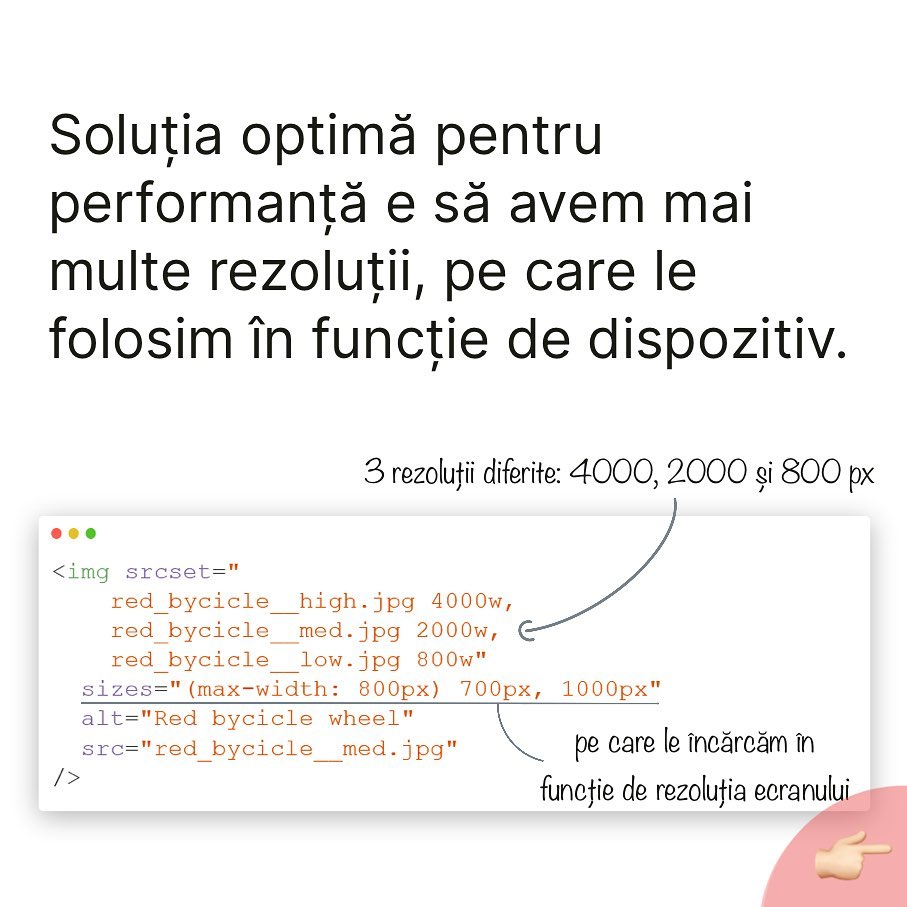 Soluția optimă pentru
performanță e să avem mai
multe rezoluții, pe care le
folosim în funcție de dispozitiv.
3 rezoluții diferite: 4000, 2000 și 800 px
<img srcset="
red_bycicle__high.jpg 4000w,
red_bycicle__med.jpg 2000w,
red_bycicle__low.jpg 800w"
sizes="(max-width: 800px) 700px, 1000px"
alt="Red bycicle wheel"
src="red_bycicle__med.jpg"
/>
pe care le încărcăm în
funcție de rezoluția ecranului